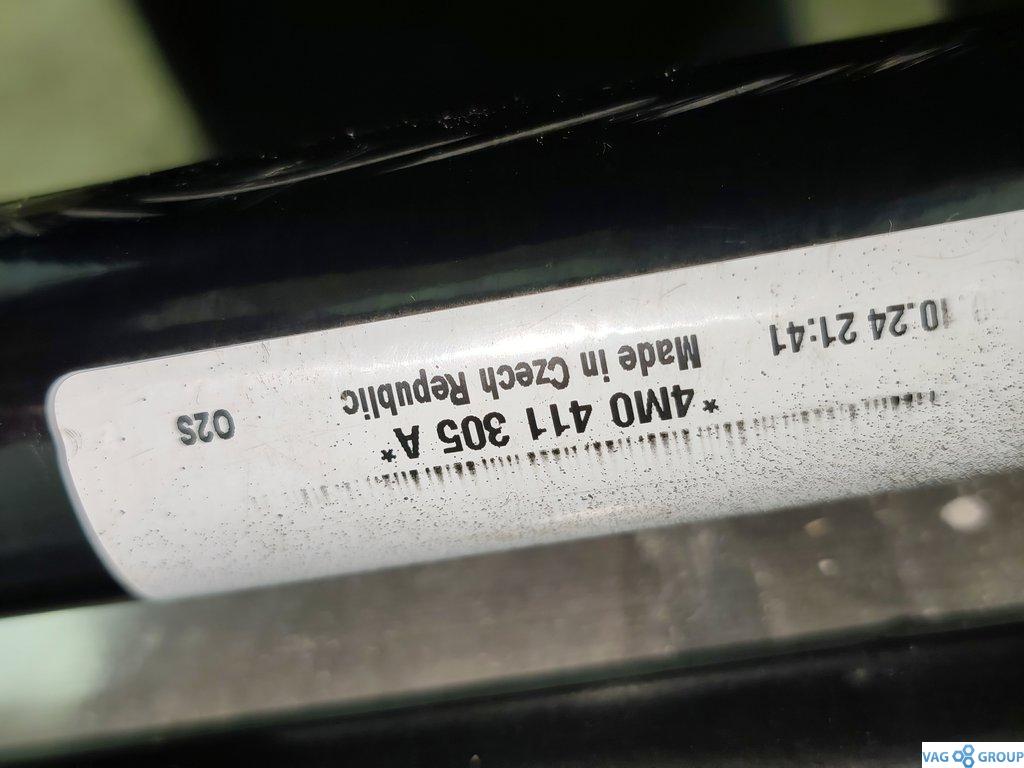 *4M0 411 305 A*
Made in Czech Republic
10.24 21:41
O2S
VAG GROUP